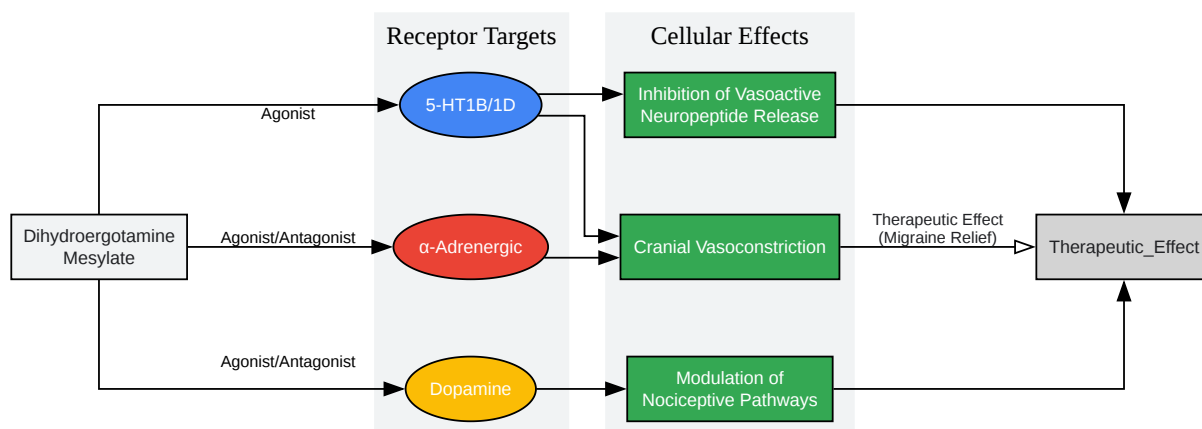 Receptor Targets
Cellular Effects
Agonist
5-HT1B/1D
Inhibition of Vasoactive
Neuropeptide Release
Dihydroergotamine
Mesylate
Agonist/Antagonist
α-Adrenergic
Cranial Vasoconstriction
Therapeutic Effect
(Migraine Relief)
Therapeutic_Effect
Agonist/Antagonist
Dopamine
Modulation of
Nociceptive Pathways